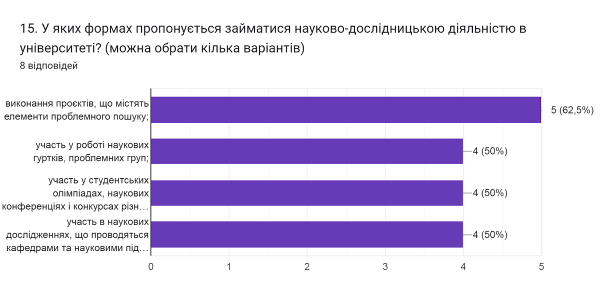 15. У яких формах пропонується займатися науково-дослідницькою діяльністю в
університеті? (можна обрати кілька варіантів)
8 відповідей
виконання проєктів, що містять
елементи проблемного пошуку;
5 (62,5%)
участь у роботі наукових
гуртків, проблемних груп;
4 (50%)
участь у студентських
олімпіадах, наукових
конференціях і конкурсах різн…
4 (50%)
участь в наукових
дослідженнях, що проводяться
кафедрами та науковими під…
4 (50%)
0 1 2 3 4 5